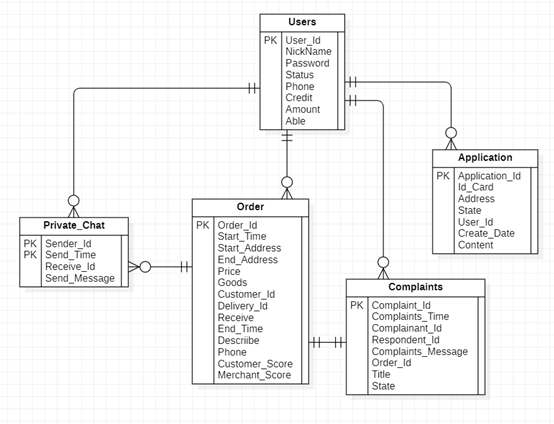 Users
PK User_Id
NickName
Password
Status
Phone
Credit
Amount
Able
Application
PK Application_Id
Id_Card
Address
State
User_Id
Create_Date
Content
Order
PK Order_Id
Start_Time
Start_Address
End_Address
Price
Goods
Customer_Id
Delivery_Id
Receive
End_Time
Descriibe
Phone
Customer_Score
Merchant_Score
Private_Chat
PK Sender_Id
PK Send_Time
Receive_Id
Send_Message
Complaints
PK Complaint_Id
Complaints_Time
Complainant_Id
Respondent_Id
Complaints_Message
Order_Id
Title
State